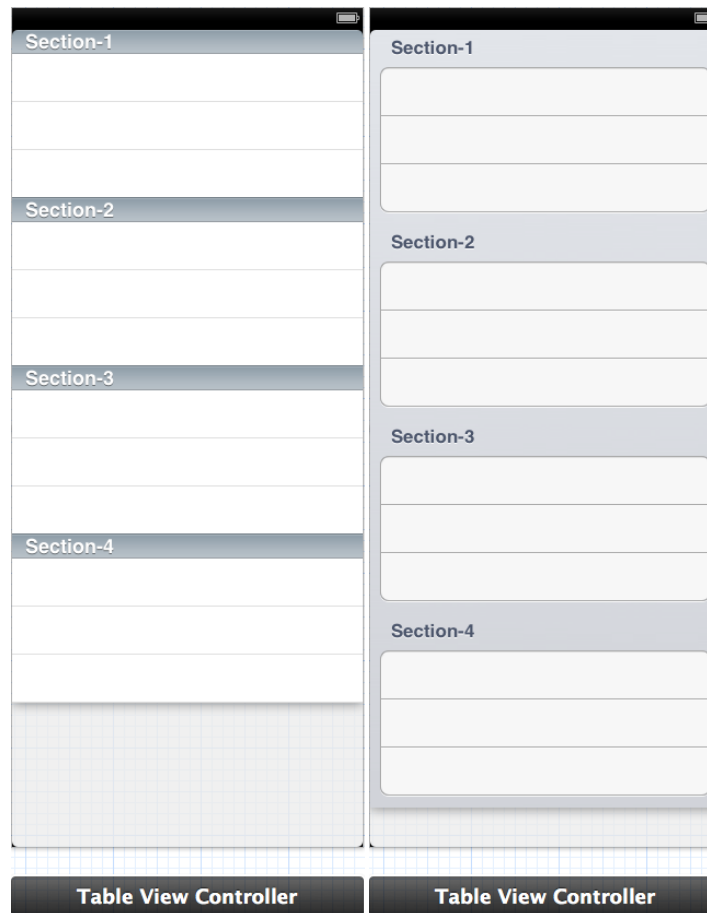 Section-1
Section-2
Section-3
Section-4
Table View Controller
Section-1
Section-2
Section-3
Section-4
Table View Controller